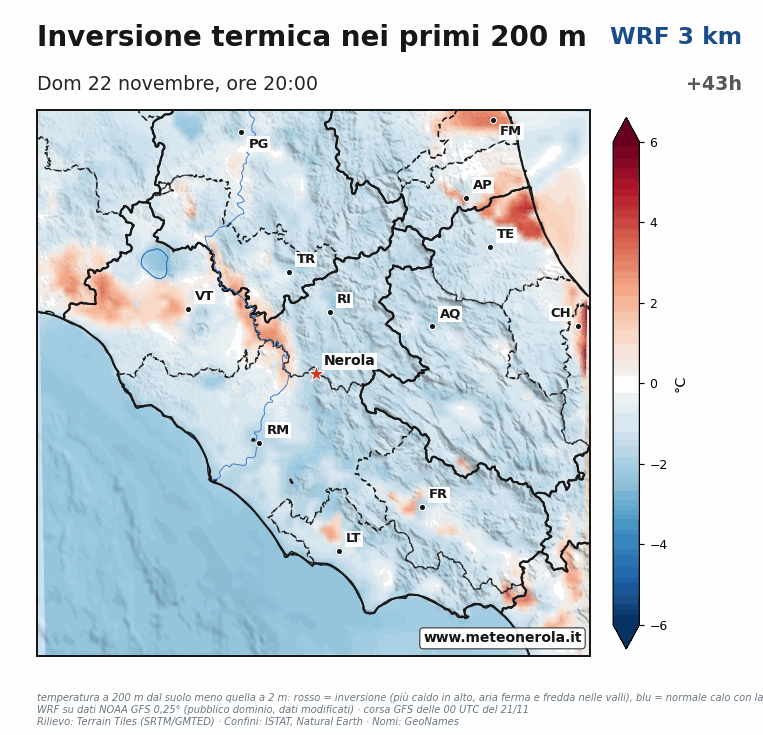 Inversione termica nei primi 200 m WRF 3 km
Dom 22 novembre, ore 20:00 +43h
PG
FM
AP
TE
TR
VT
RI
AQ
CH
Nerola
RM
FR
LT
www.meteonerola.it
6
4
2
0
−2
−4
−6
°C
temperatura a 200 m dal suolo meno quella a 2 m: rosso = inversione (più caldo in alto, aria ferma e fredda nelle valli), blu = normale calo con la
WRF su dati NOAA GFS 0,25° (pubblico dominio, dati modificati) · corsa GFS delle 00 UTC del 21/11
Rilievo: Terrain Tiles (SRTM/GMTED) · Confini: ISTAT, Natural Earth · Nomi: GeoNames